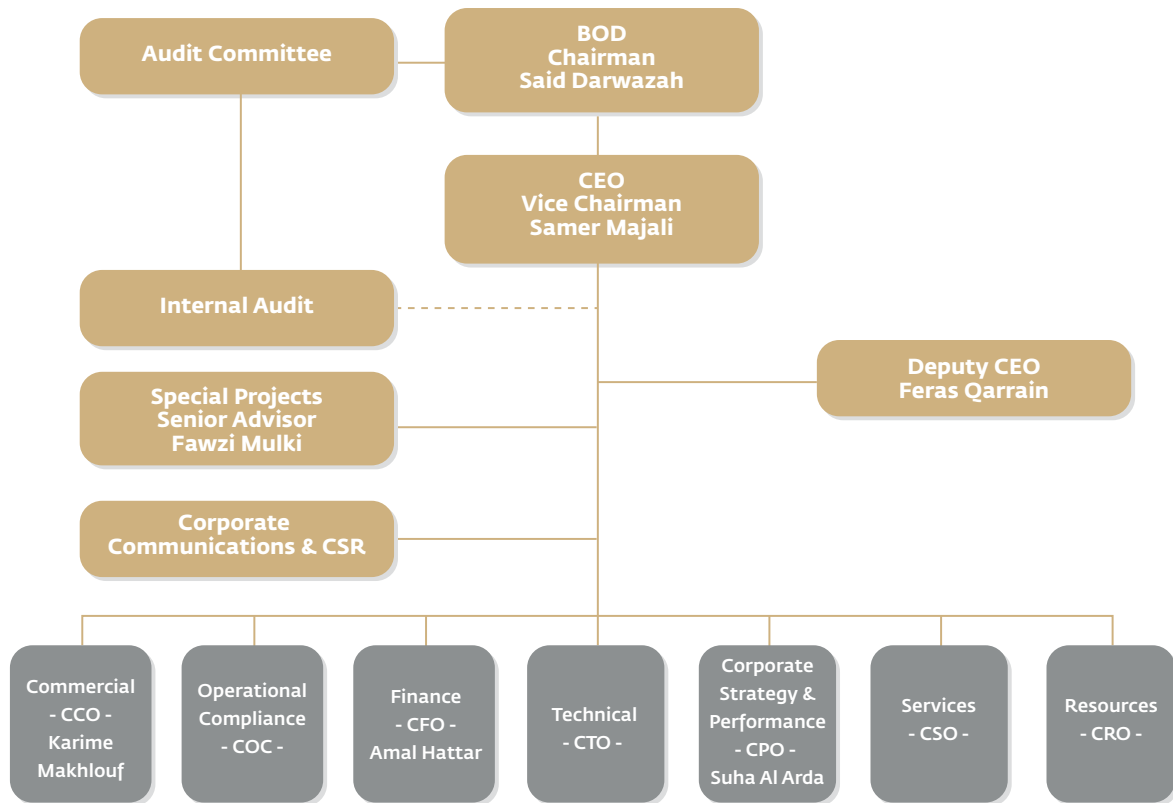 Audit Committee
BOD
Chairman
Said Darwazah
CEO
Vice Chairman
Samer Majali
Internal Audit
Deputy CEO
Feras Qarrain
Special Projects
Senior Advisor
Fawzi Mulki
Corporate
Communications & CSR
Commercial
- CCO -
Karime
Makhlouf
Operational
Compliance
- COC -
Finance
- CFO -
Amal Hattar
Technical
- CTO -
Corporate
Strategy &
Performance
- CPO -
Suha Al Arda
Services
- CSO -
Resources
- CRO -